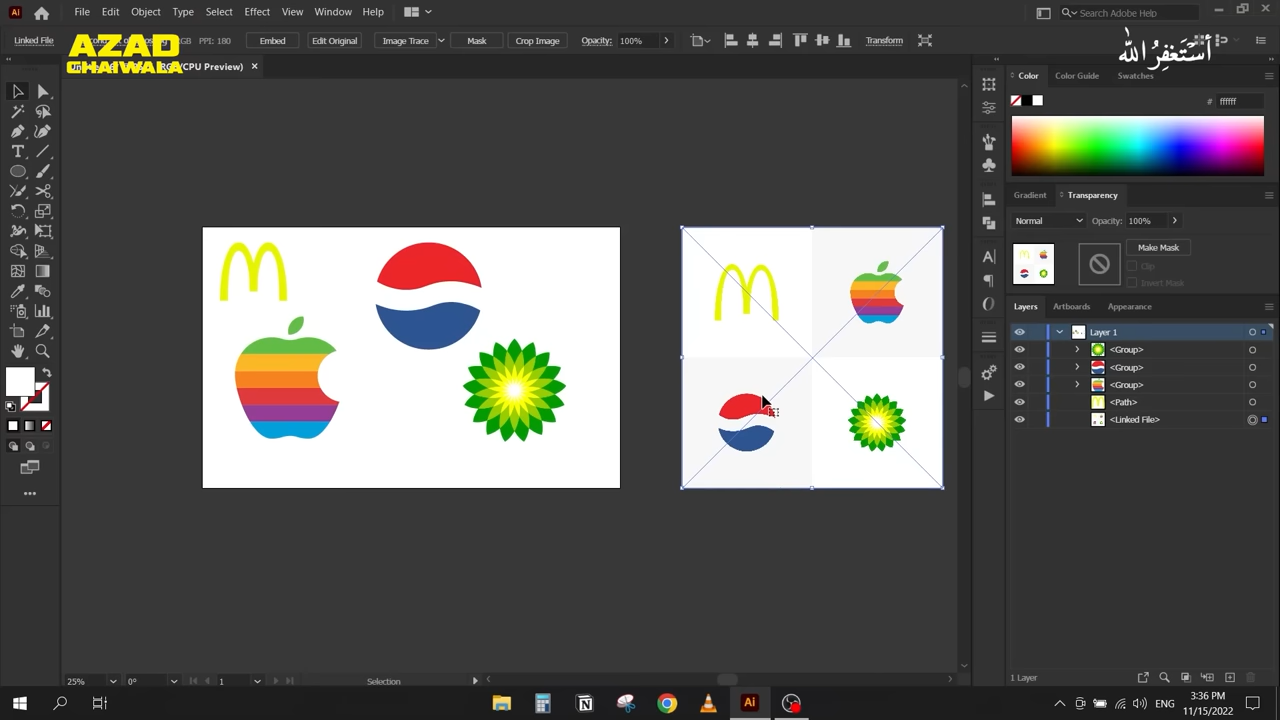 File Edit Object Type Select Effect View Window Help
Search Adobe Help
Linked File
PPI: 180
Embed
Edit Original
Image Trace
Mask
Crop Image
Opacity: 100%
Transform
AZAD
CHAIWALA
أستغفر الله
CPU Preview)
Color
Color Guide
Swatches
# ffffff
Gradient
Transparency
Normal
Opacity: 100%
Make Mask
Clip
Invert Mask
Layers
Artboards
Appearance
Layer 1
<Group>
<Group>
<Group>
<Path>
<Linked File>
25%
0°
1
Selection
1 Layer
Ai
ENG
3:36 PM
11/15/2022